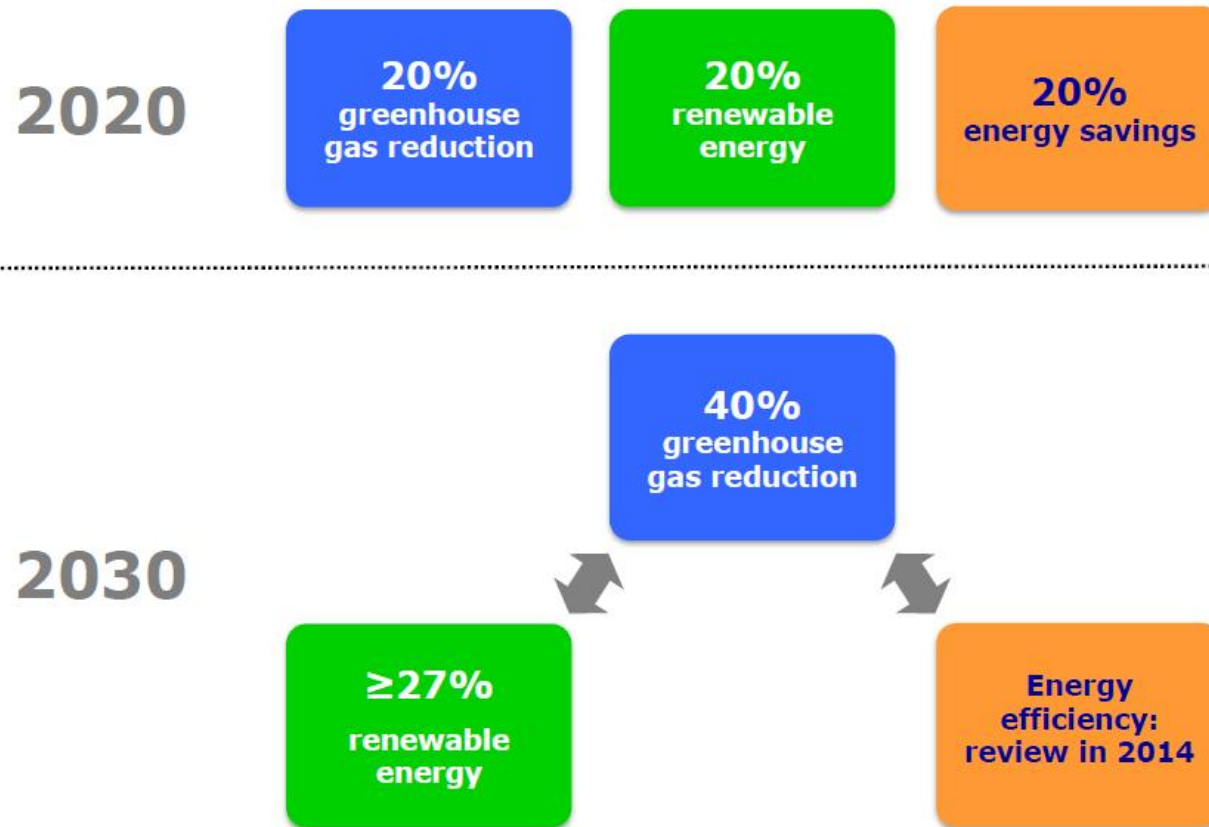 2020
20%
greenhouse
gas reduction
20%
renewable
energy
20%
energy savings
2030
40%
greenhouse
gas reduction
≥27%
renewable
energy
Energy
efficiency:
review in 2014